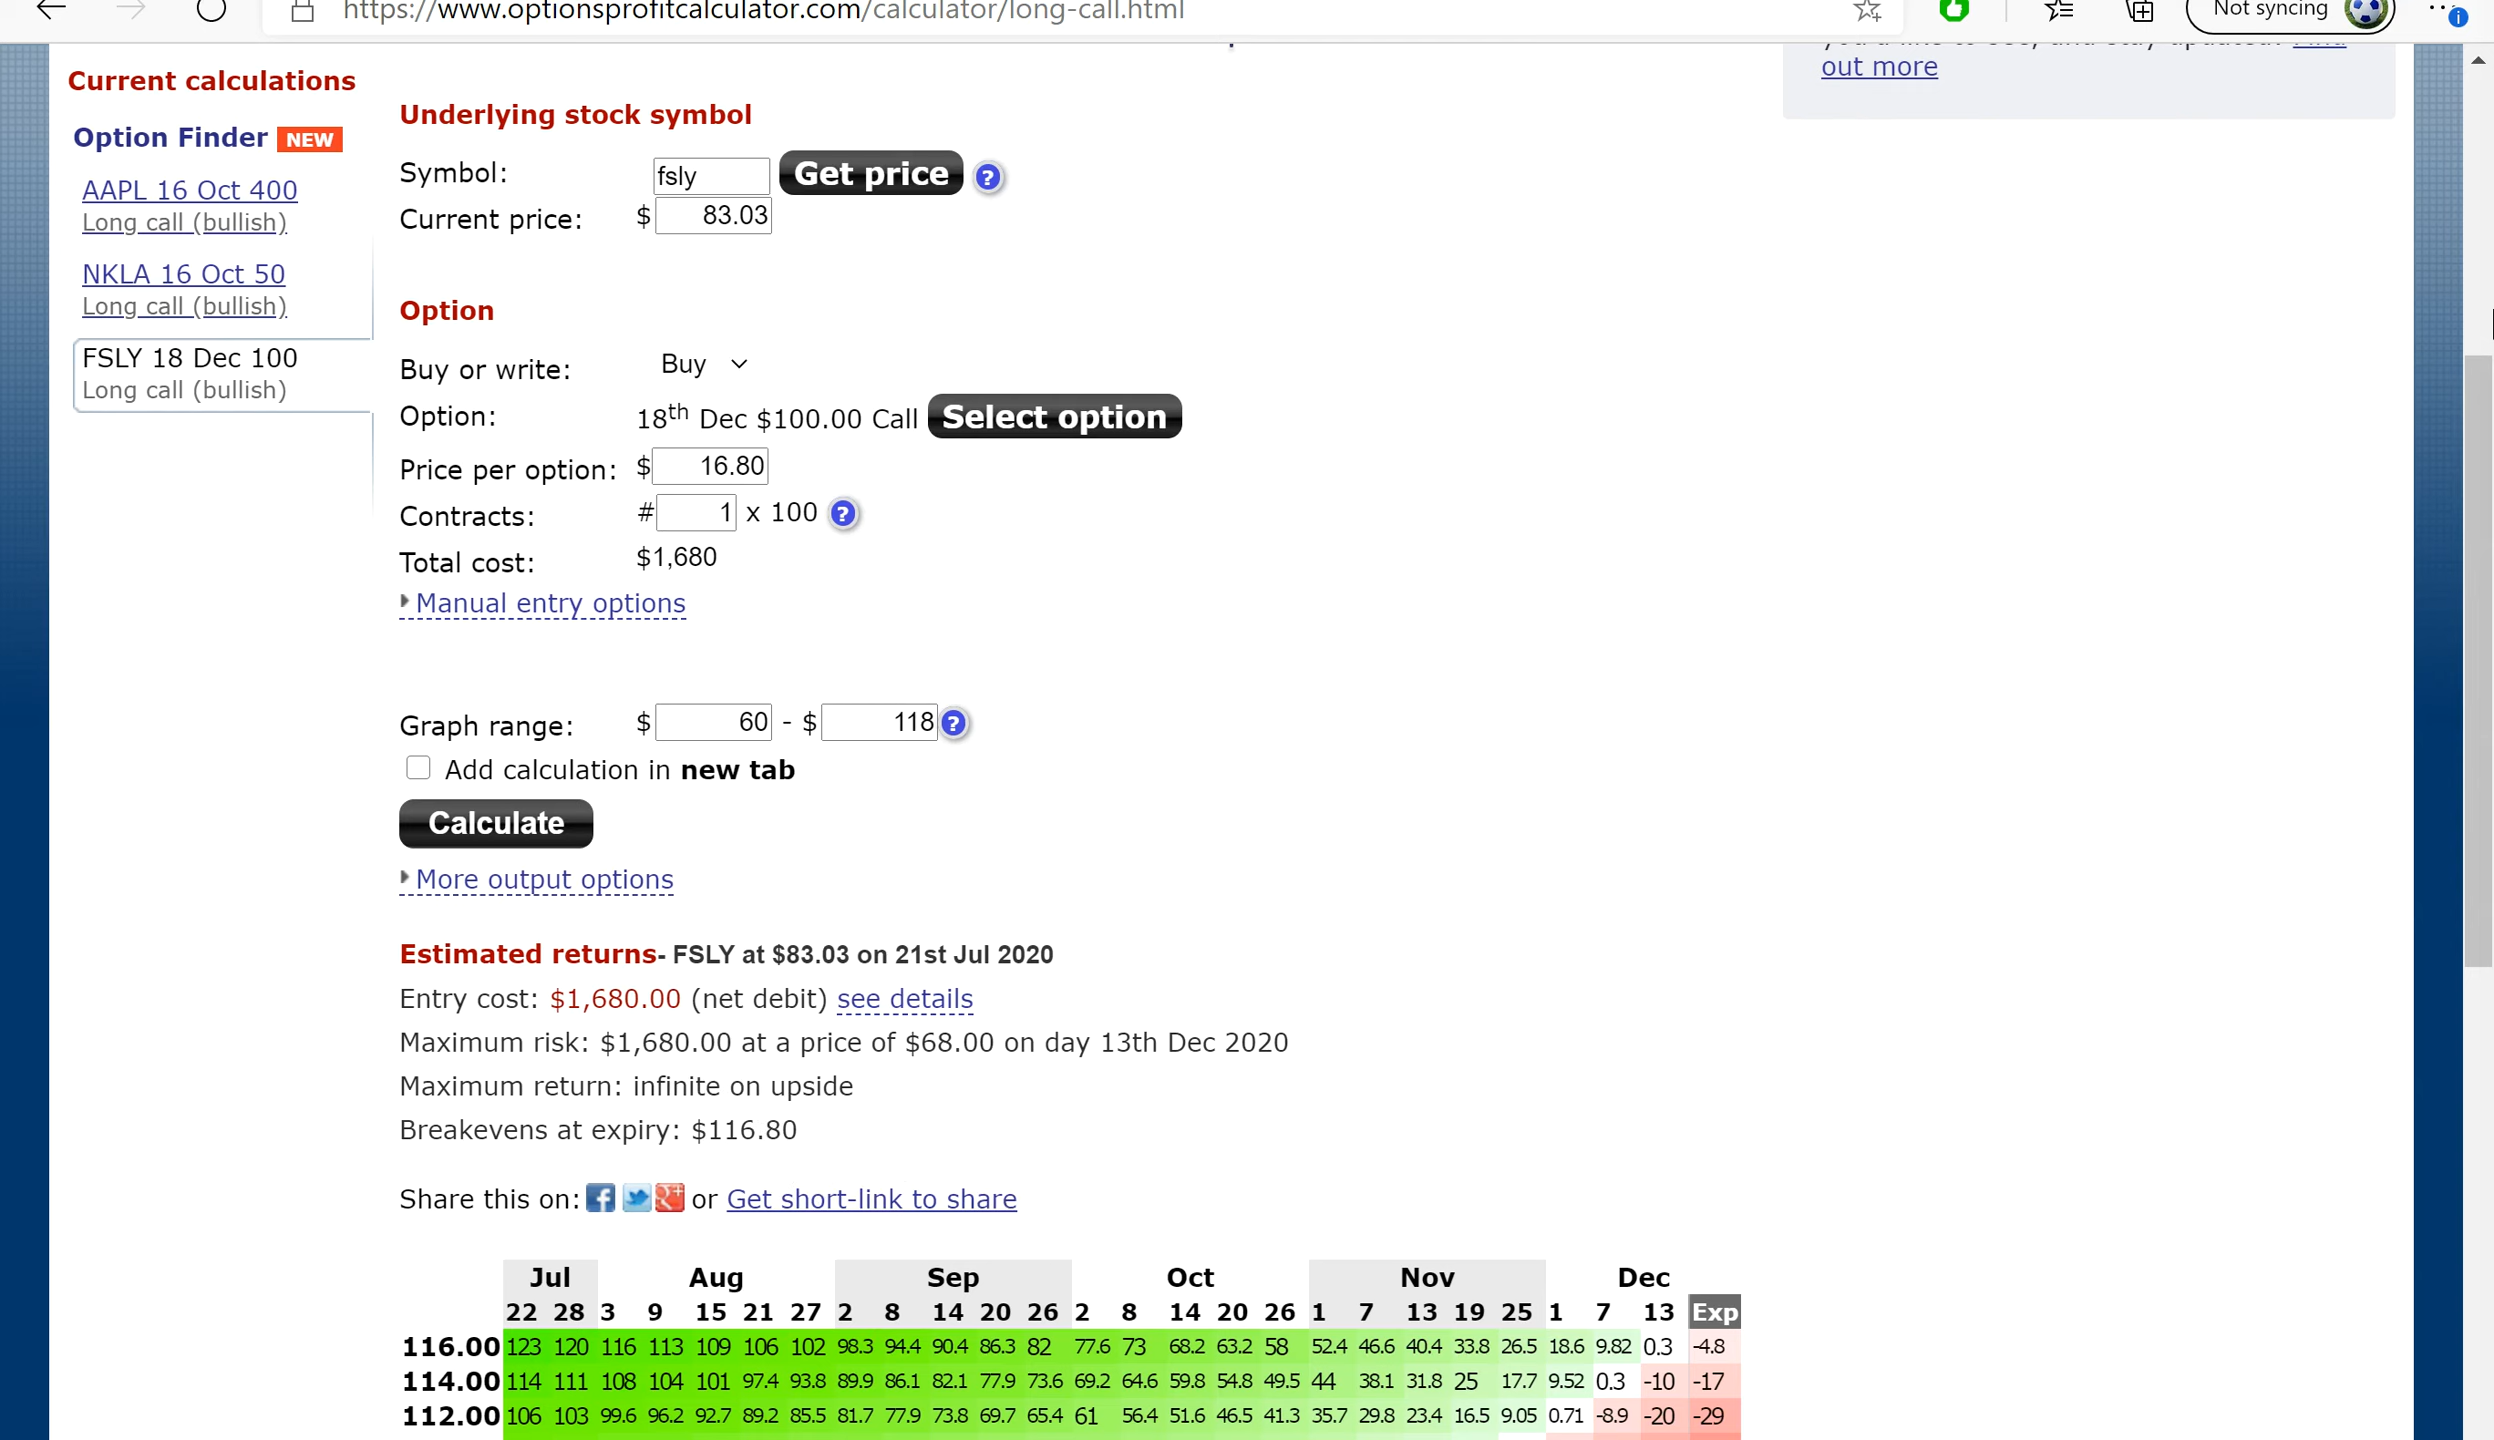 https://www.optionsprofitcalculator.com/calculator/long-call.html
Not syncing
out more
Current calculations
Option Finder NEW
AAPL 16 Oct 400
Long call (bullish)
NKLA 16 Oct 50
Long call (bullish)
FSLY 18 Dec 100
Long call (bullish)
Underlying stock symbol
Symbol: fsly Get price ?
Current price: $ 83.03
Option
Buy or write: Buy
Option: 18th Dec $100.00 Call Select option
Price per option: $ 16.80
Contracts: # 1 x 100 ?
Total cost: $1,680
Manual entry options
Graph range: $ 60 - $ 118 ?
Add calculation in new tab
Calculate
More output options
Estimated returns- FSLY at $83.03 on 21st Jul 2020
Entry cost: $1,680.00 (net debit) see details
Maximum risk: $1,680.00 at a price of $68.00 on day 13th Dec 2020
Maximum return: infinite on upside
Breakevens at expiry: $116.80
Share this on: or Get short-link to share
Jul Aug Sep Oct Nov Dec
22 28 3 9 15 21 27 2 8 14 20 26 2 8 14 20 26 1 7 13 19 25 1 7 13 Exp
116.00 123 120 116 113 109 106 102 98.3 94.4 90.4 86.3 82 77.6 73 68.2 63.2 58 52.4 46.6 40.4 33.8 26.5 18.6 9.82 0.3 -4.8
114.00 114 111 108 104 101 97.4 93.8 89.9 86.1 82.1 77.9 73.6 69.2 64.6 59.8 54.8 49.5 44 38.1 31.8 25 17.7 9.52 0.3 -10 -17
112.00 106 103 99.6 96.2 92.7 89.2 85.5 81.7 77.9 73.8 69.7 65.4 61 56.4 51.6 46.5 41.3 35.7 29.8 23.4 16.5 9.05 0.71 -8.9 -20 -29